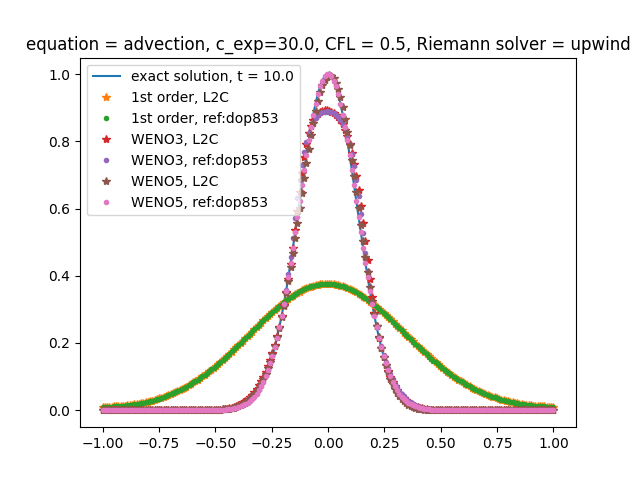 equation = advection, c_exp=30.0, CFL = 0.5, Riemann solver = upwind
exact solution, t = 10.0
1st order, L2C
1st order, ref:dop853
WENO3, L2C
WENO3, ref:dop853
WENO5, L2C
WENO5, ref:dop853
1.0
0.8
0.6
0.4
0.2
0.0
−1.00 −0.75 −0.50 −0.25 0.00 0.25 0.50 0.75 1.00